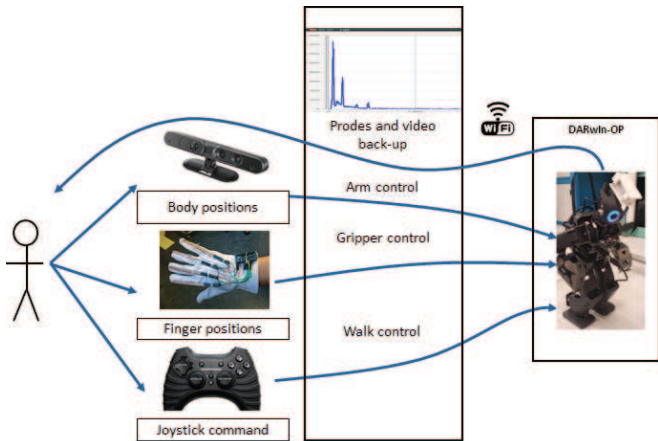 Prodes and video
back-up
WiFi
DARwIn-OP
Arm control
Body positions
Gripper control
Finger positions
Walk control
Joystick command